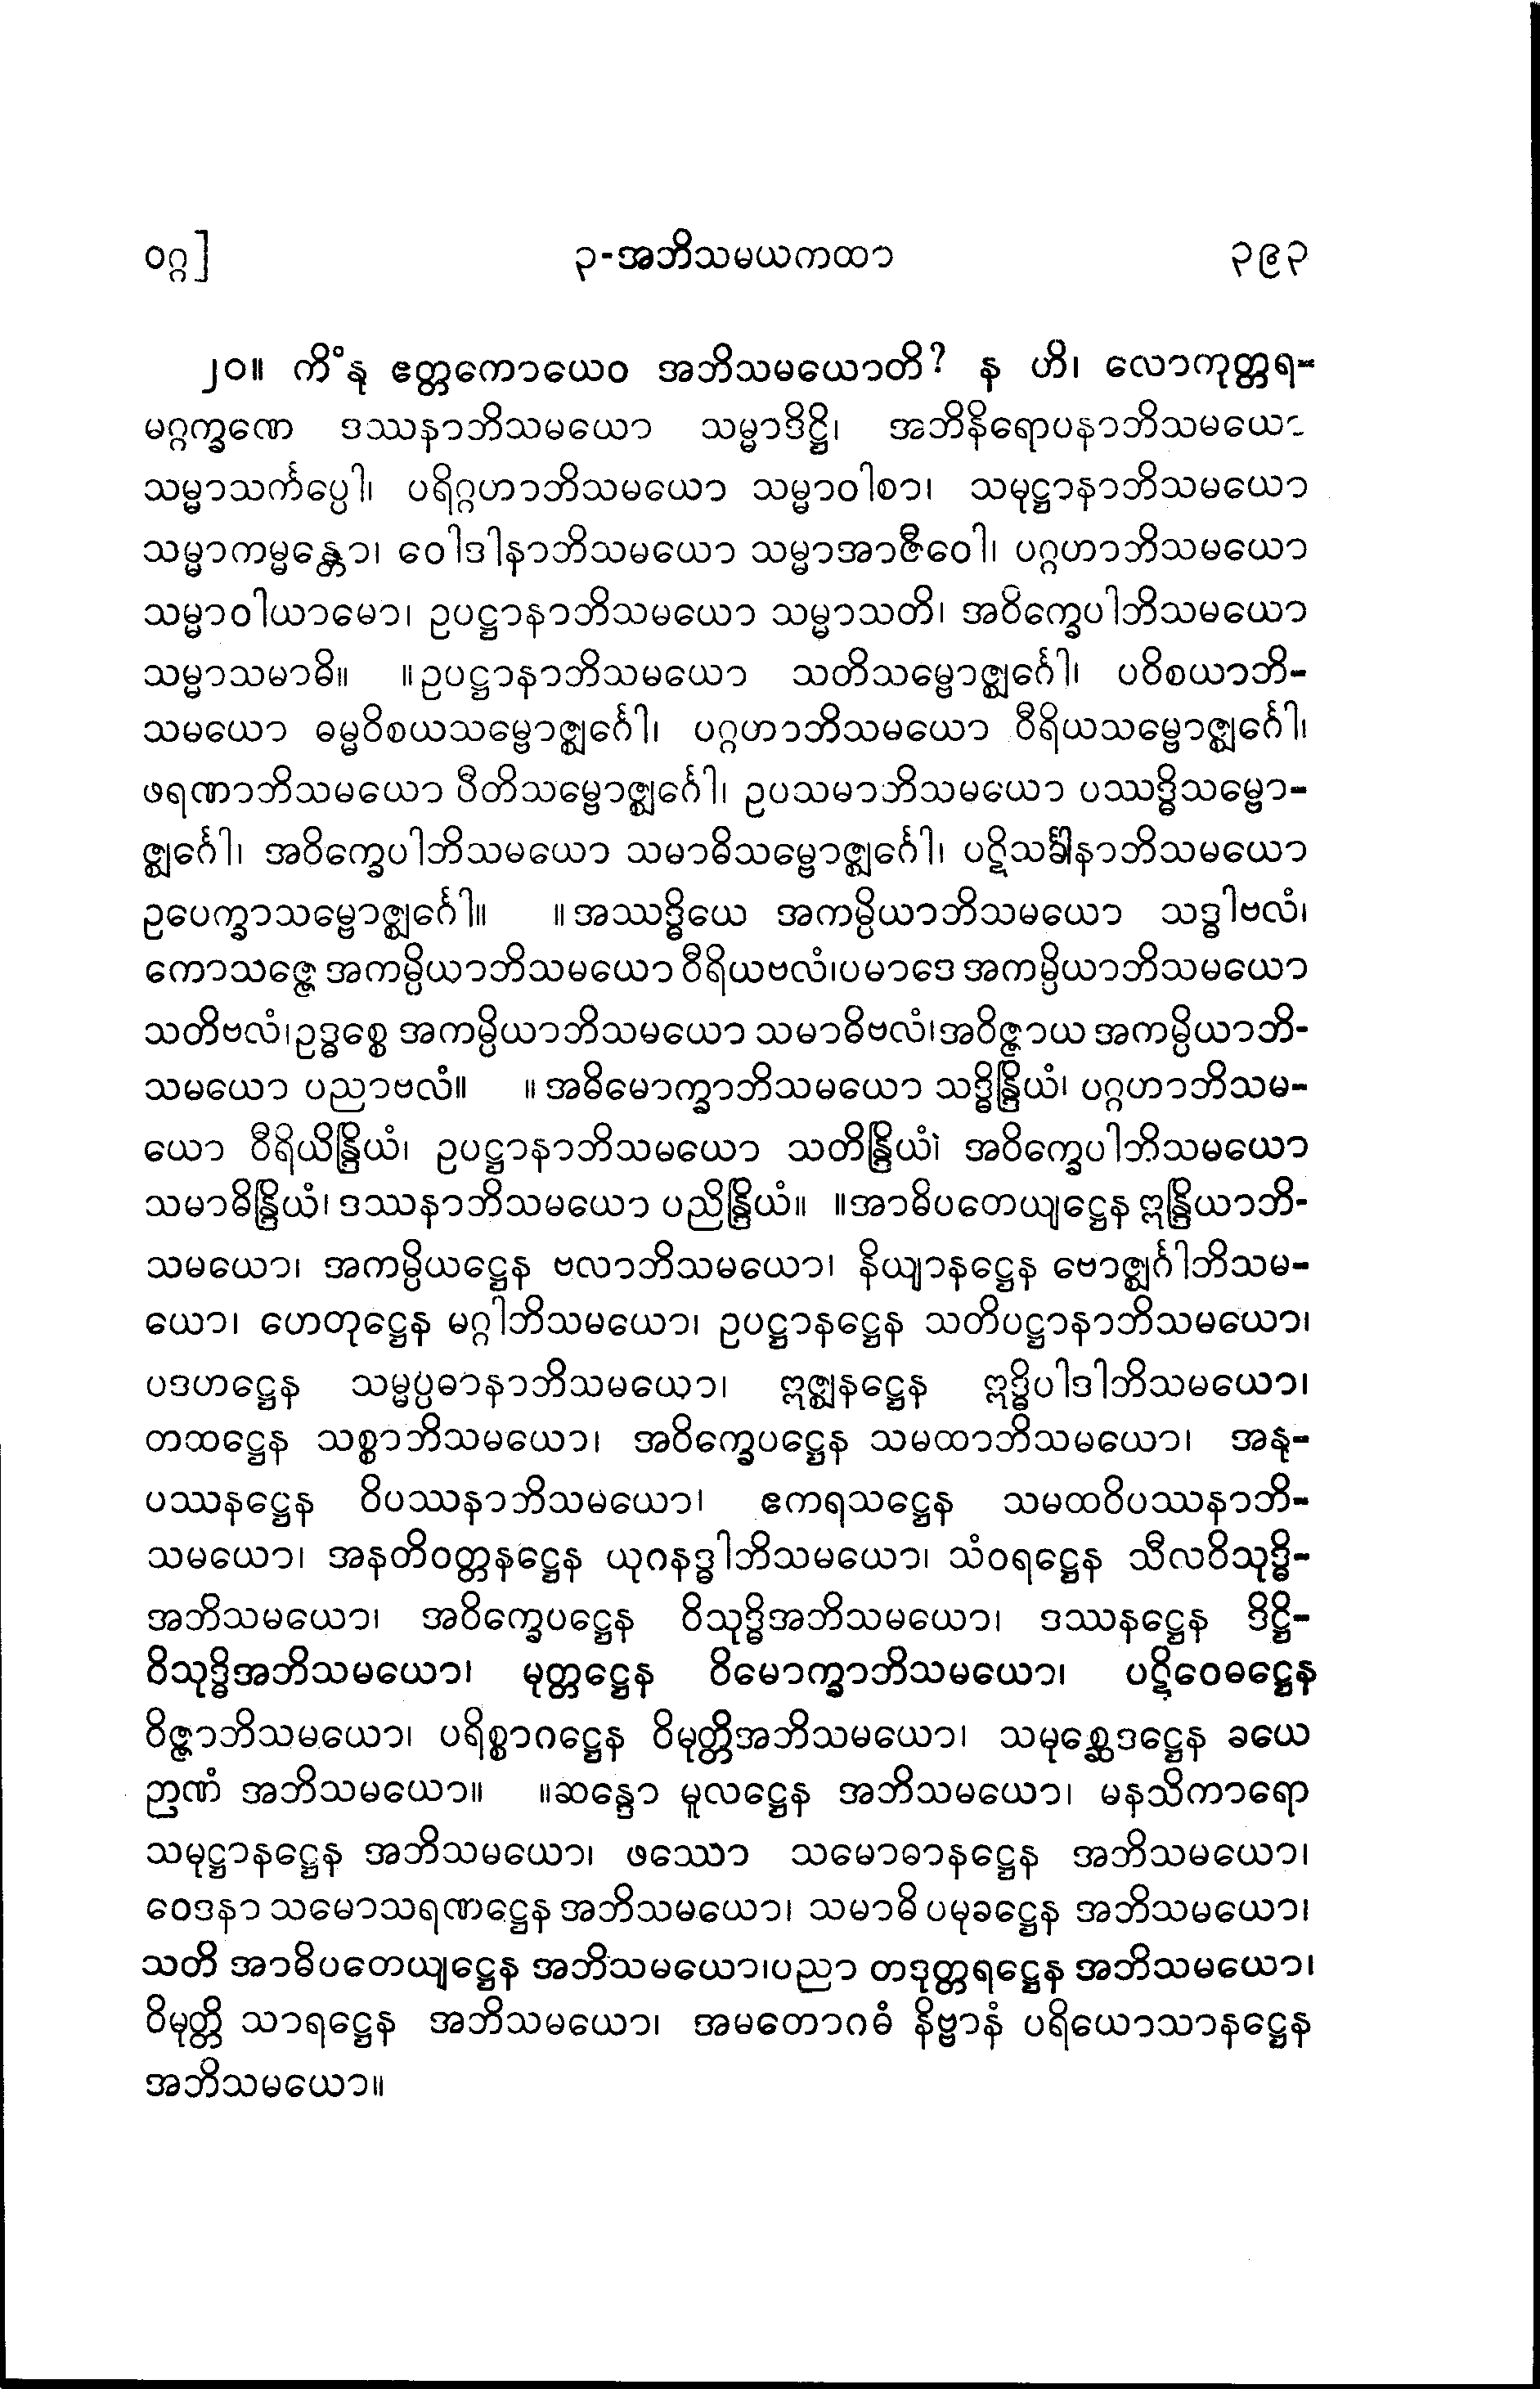 ဝဂ္ဂ]
၃-အဘိသမယကထာ
၃၉၃
၂၀။ ကိံ နု ဧတ္တကောယေဝ အဘိသမယောတိ? န ဟိ၊ လောကုတ္တရ-
မဂ္ဂက္ခဏေ ဒဿနာဘိသမယော သမ္မာဒိဋ္ဌိ၊ အဘိနိရောပနာဘိသမယော
သမ္မာသင်္ကပ္ပေါ၊ ပရိဂ္ဂဟာဘိသမယော သမ္မာဝါစာ၊ သမုဋ္ဌာနာဘိသမယော
သမ္မာကမ္မန္တော၊ ဝေါဒါနာဘိသမယော သမ္မာအာဇီဝေါ၊ ပဂ္ဂဟာဘိသမယော
သမ္မာဝါယာမော၊ ဥပဋ္ဌာနာဘိသမယော သမ္မာသတိ၊ အဝိက္ခေပါဘိသမယော
သမ္မာသမာဓိ။ ။ဥပဋ္ဌာနာဘိသမယော သတိသမ္ဗောဇ္ဈင်္ဂေါ၊ ပဝိစယာဘိ-
သမယော ဓမ္မဝိစယသမ္ဗောဇ္ဈင်္ဂေါ၊ ပဂ္ဂဟာဘိသမယော ဝီရိယသမ္ဗောဇ္ဈင်္ဂေါ၊
ဖရဏာဘိသမယော ပီတိသမ္ဗောဇ္ဈင်္ဂေါ၊ ဥပသမာဘိသမယော ပဿဒ္ဓိသမ္ဗော-
ဇ္ဈင်္ဂေါ၊ အဝိက္ခေပါဘိသမယော သမာဓိသမ္ဗောဇ္ဈင်္ဂေါ၊ ပဋိသင်္ခါနာဘိသမယော
ဥပေက္ခာသမ္ဗောဇ္ဈင်္ဂေါ။ ။အဿဒ္ဓိယေ အကမ္ပိယာဘိသမယော သဒ္ဓါဗလံ၊
ကောသဇ္ဇေ အကမ္ပိယာဘိသမယော ဝီရိယဗလံ၊ပမာဒေ အကမ္ပိယာဘိသမယော
သတိဗလံ၊ဥဒ္ဓစ္စေ အကမ္ပိယာဘိသမယော သမာဓိဗလံ၊အဝိဇ္ဇာယ အကမ္ပိယာဘိ-
သမယော ပညာဗလံ။ ။အဓိမောက္ခာဘိသမယော သဒ္ဓိန္ဒြိယံ၊ ပဂ္ဂဟာဘိသမ-
ယော ဝီရိယိန္ဒြိယံ၊ ဥပဋ္ဌာနာဘိသမယော သတိန္ဒြိယံ၊ အဝိက္ခေပါဘိသမယော
သမာဓိန္ဒြိယံ၊ ဒဿနာဘိသမယော ပညိန္ဒြိယံ။ ။အာဓိပတေယျဋ္ဌေန ဣန္ဒြိယာဘိ-
သမယော၊ အကမ္ပိယဋ္ဌေန ဗလာဘိသမယော၊ နိယျာနဋ္ဌေန ဗောဇ္ဈင်္ဂါဘိသမ-
ယော၊ ဟေတုဋ္ဌေန မဂ္ဂါဘိသမယော၊ ဥပဋ္ဌာနဋ္ဌေန သတိပဋ္ဌာနာဘိသမယော၊
ပဒဟဋ္ဌေန သမ္မပ္ပဓာနာဘိသမယော၊ ဣဇ္ဈနဋ္ဌေန ဣဒ္ဓိပါဒါဘိသမယော၊
တထဋ္ဌေန သစ္စာဘိသမယော၊ အဝိက္ခေပဋ္ဌေန သမထာဘိသမယော၊ အနု-
ပဿနဋ္ဌေန ဝိပဿနာဘိသမယော၊ ဧကရသဋ္ဌေန သမထဝိပဿနာဘိ-
သမယော၊ အနတိဝတ္တနဋ္ဌေန ယုဂနဒ္ဓါဘိသမယော၊ သံဝရဋ္ဌေန သီလဝိသုဒ္ဓိ-
အဘိသမယော၊ အဝိက္ခေပဋ္ဌေန ဝိသုဒ္ဓိအဘိသမယော၊ ဒဿနဋ္ဌေန ဒိဋ္ဌိ-
ဝိသုဒ္ဓိအဘိသမယော၊ မုတ္တဋ္ဌေန ဝိမောက္ခာဘိသမယော၊ ပဋိဝေဓဋ္ဌေန
ဝိဇ္ဇာဘိသမယော၊ ပရိစ္စာဂဋ္ဌေန ဝိမုတ္တိအဘိသမယော၊ သမုစ္ဆေဒဋ္ဌေန ခယေ
ဉာဏံ အဘိသမယော။ ။ဆန္ဒော မူလဋ္ဌေန အဘိသမယော၊ မနသိကာရော
သမုဋ္ဌာနဋ္ဌေန အဘိသမယော၊ ဖဿော သမောဓာနဋ္ဌေန အဘိသမယော၊
ဝေဒနာ သမောသရဏဋ္ဌေန အဘိသမယော၊ သမာဓိ ပမုခဋ္ဌေန အဘိသမယော၊
သတိ အာဓိပတေယျဋ္ဌေန အဘိသမယော၊ပညာ တဒုတ္တရဋ္ဌေန အဘိသမယော၊
ဝိမုတ္တိ သာရဋ္ဌေန အဘိသမယော၊ အမတောဂဓံ နိဗ္ဗာနံ ပရိယောသာနဋ္ဌေန
အဘိသမယော။